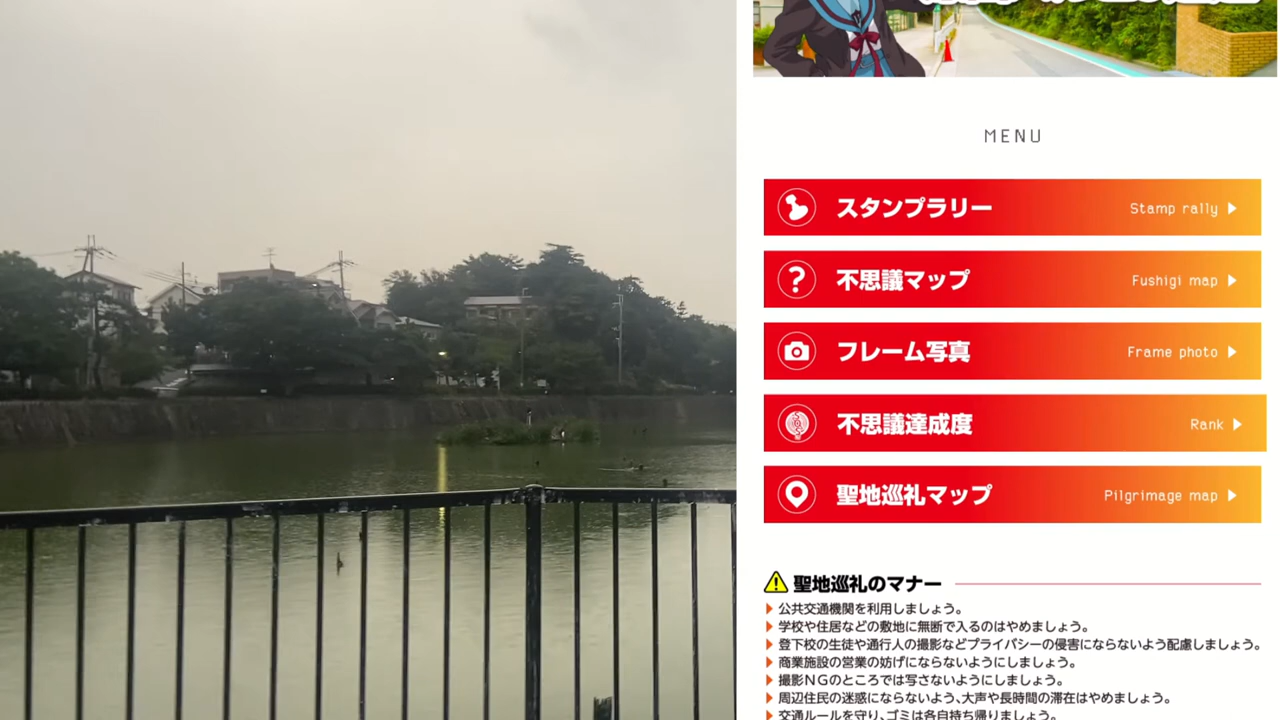 MENU
スタンプラリー Stamp rally
不思議マップ Fushigi map
フレーム写真 Frame photo
不思議達成度 Rank
聖地巡礼マップ Pilgrimage map
聖地巡礼のマナー
公共交通機関を利用しましょう。
学校や住居などの敷地に無断で入るのはやめましょう。
登下校の生徒や通行人の撮影などプライバシーの侵害にならないよう配慮しましょう。
商業施設の営業の妨げにならないようにしましょう。
撮影NGのところでは写さないようにしましょう。
周辺住民の迷惑にならないよう、大声や長時間の滞在はやめましょう。
交通ルールを守り、ゴミは各自持ち帰りましょう。